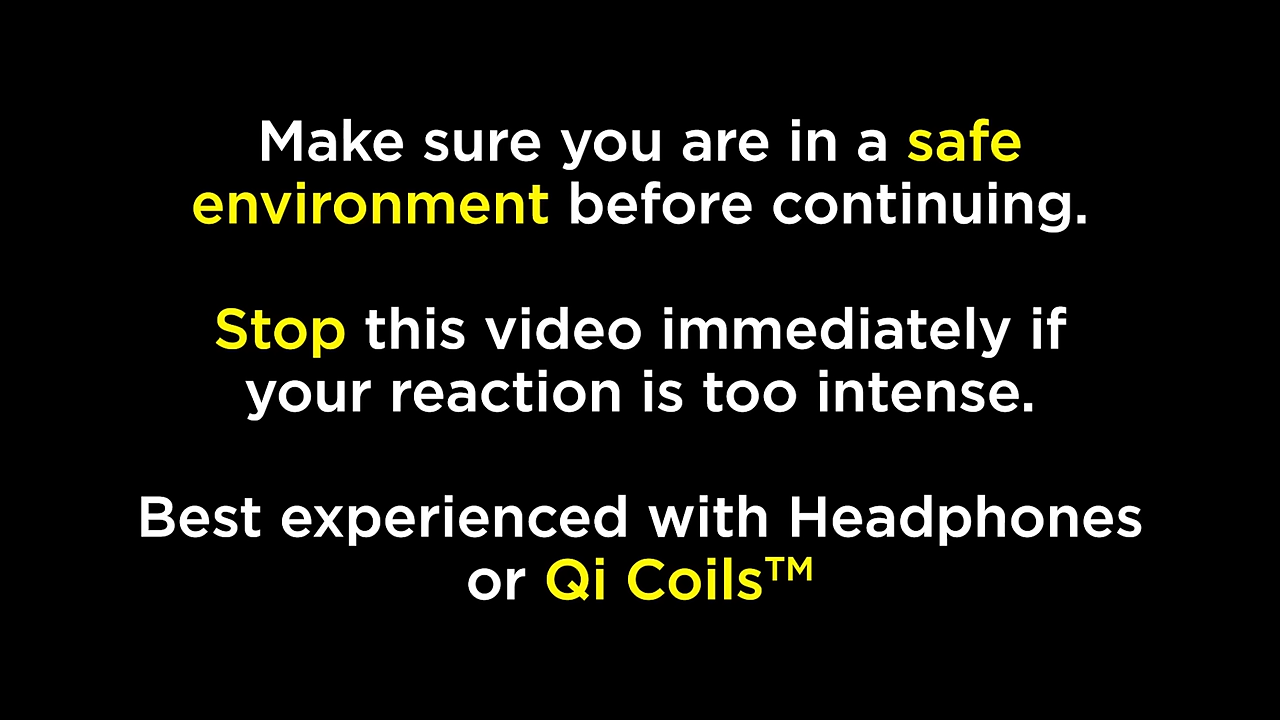 Make sure you are in a safe
environment before continuing.
Stop this video immediately if
your reaction is too intense.
Best experienced with Headphones
or Qi Coils™